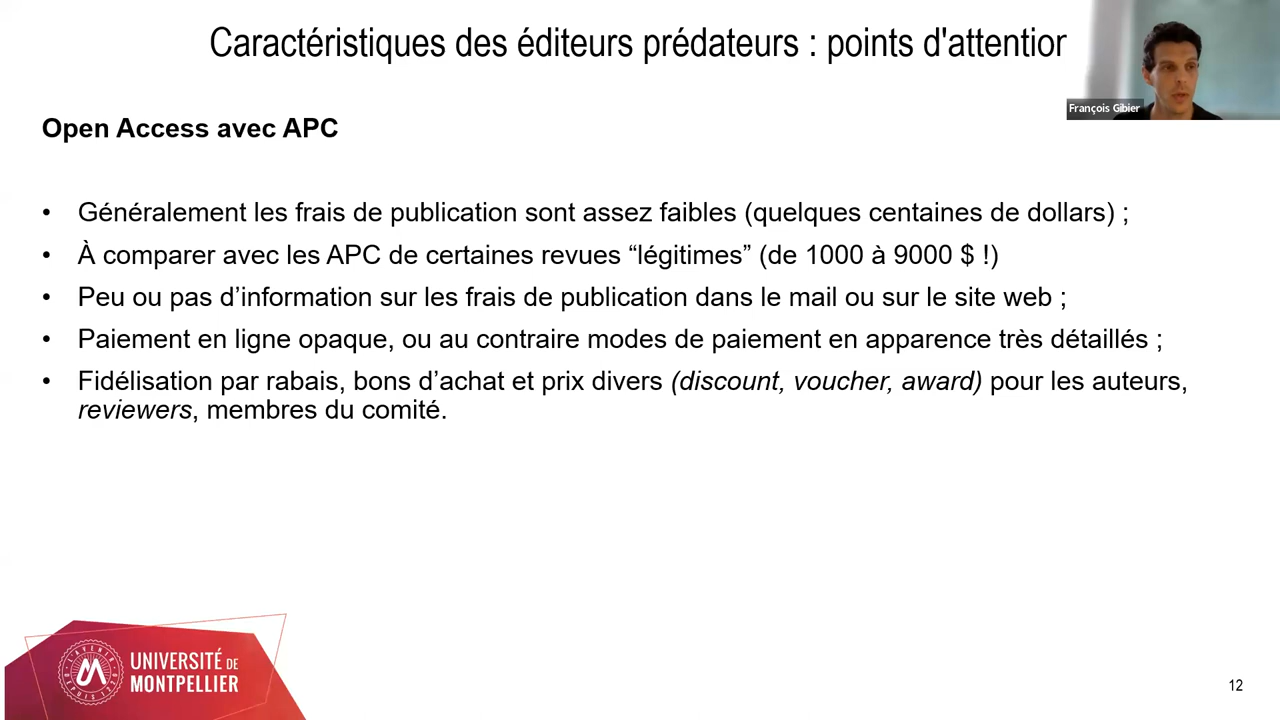 Caractéristiques des éditeurs prédateurs : points d'attention
François Gibier
Open Access avec APC
• Généralement les frais de publication sont assez faibles (quelques centaines de dollars) ;
• À comparer avec les APC de certaines revues “légitimes” (de 1000 à 9000 $ !)
• Peu ou pas d’information sur les frais de publication dans le mail ou sur le site web ;
• Paiement en ligne opaque, ou au contraire modes de paiement en apparence très détaillés ;
• Fidélisation par rabais, bons d’achat et prix divers (discount, voucher, award) pour les auteurs,
reviewers, membres du comité.
UNIVERSITÉ DE
MONTPELLIER
12